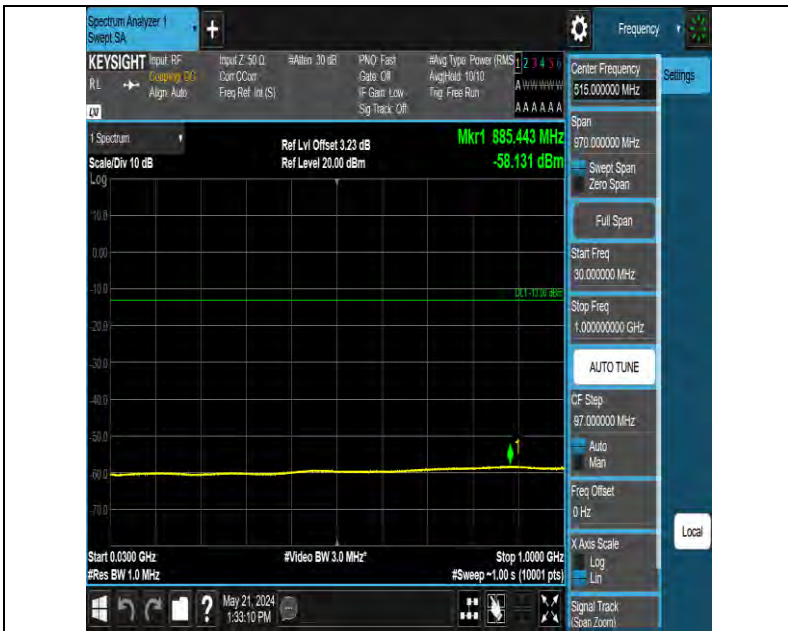 Spectrum Analyzer 1
Swept SA
+
Frequency
KEYSIGHT
RL
Input: RF
Coupling: DC
Align: Auto
Input Z: 50 Ω
Corr CCorr
Freq Ref: Int (S)
#Atten: 30 dB
PNO: Fast
Gate: Off
IF Gain: Low
Sig Track: Off
#Avg Type: Power (RMS
Avg|Hold: 10/10
Trig: Free Run
1 2 3 4 5 6
A W W W W W
A A A A A A
1 Spectrum
Scale/Div 10 dB
Log
Ref Lvl Offset 3.23 dB
Ref Level 20.00 dBm
Mkr1 885.443 MHz
-58.131 dBm
10.0
0.00
-10.0
DL1 -13.00 dBm
-20.0
-30.0
-40.0
-50.0
1
-60.0
-70.0
Start 0.0300 GHz
#Res BW 1.0 MHz
#Video BW 3.0 MHz*
Stop 1.0000 GHz
#Sweep ~1.00 s (10001 pts)
Center Frequency
515.000000 MHz
Settings
Span
970.000000 MHz
Swept Span
Zero Span
Full Span
Start Freq
30.000000 MHz
Stop Freq
1.000000000 GHz
AUTO TUNE
CF Step
97.000000 MHz
Auto
Man
Freq Offset
0 Hz
X Axis Scale
Log
Lin
Local
Signal Track
(Span Zoom)
?
May 21, 2024
1:33:10 PM